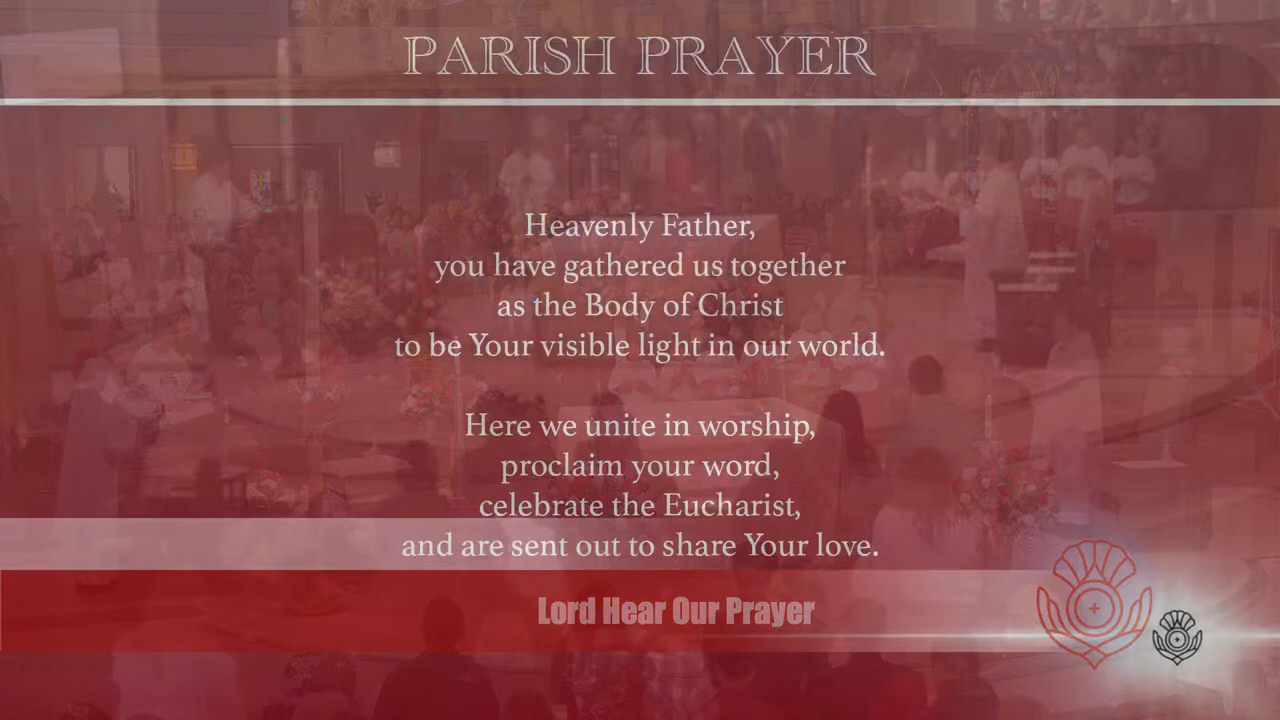 PARISH PRAYER
Heavenly Father,
you have gathered us together
as the Body of Christ
to be Your visible light in our world.
Here we unite in worship,
proclaim your word,
celebrate the Eucharist,
and are sent out to share Your love.
Lord Hear Our Prayer